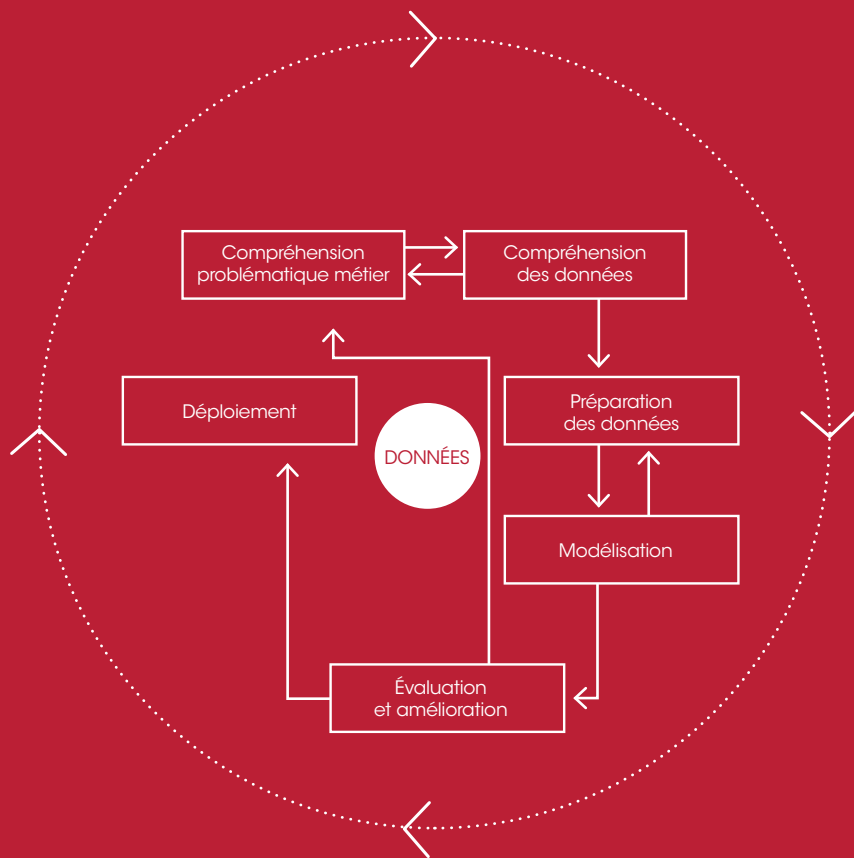 Compréhension
problématique métier
Compréhension
des données
Déploiement
DONNÉES
Préparation
des données
Modélisation
Évaluation
et amélioration